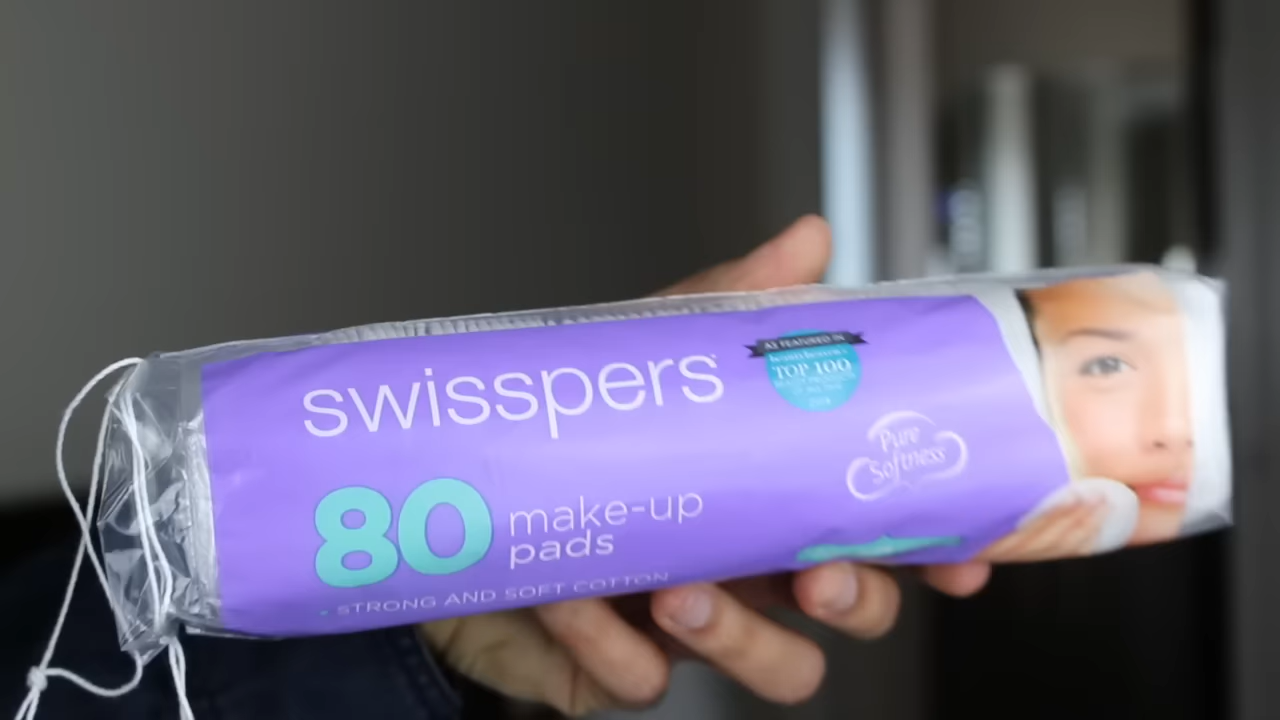 swisspers
AS FEATURED IN
TOP 100
Pure
Softness
80 make-up
pads
• STRONG AND SOFT COTTON